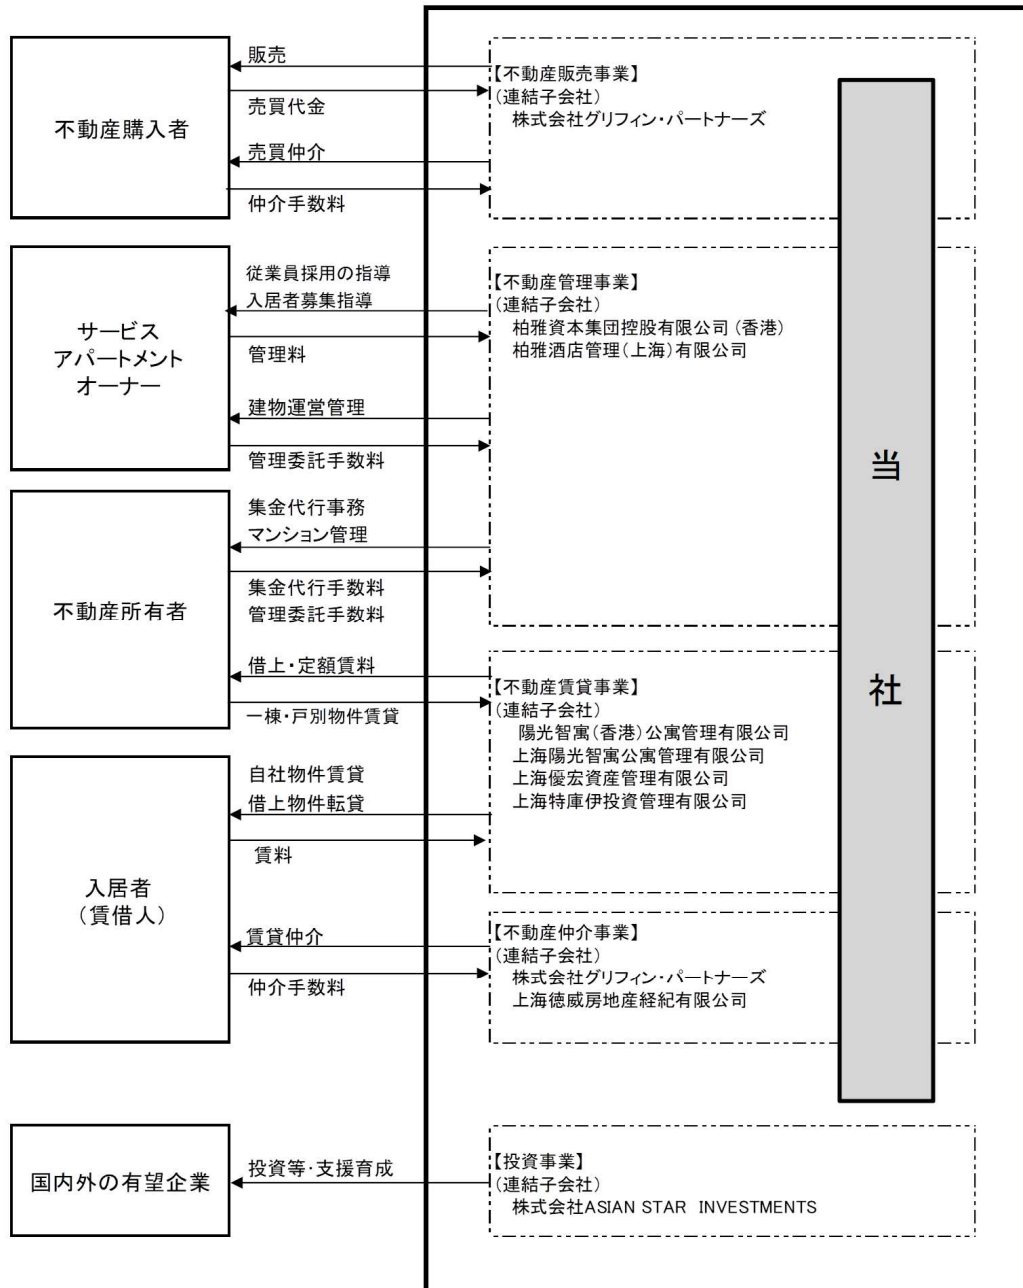 不動産購入者
販売
売買代金
売買仲介
仲介手数料
【不動産販売事業】
(連結子会社)
株式会社グリフィン・パートナーズ
サービス
アパートメント
オーナー
従業員採用の指導
入居者募集指導
管理料
建物運営管理
管理委託手数料
【不動産管理事業】
(連結子会社)
柏雅資本集団控股有限公司(香港)
柏雅酒店管理(上海)有限公司
不動産所有者
集金代行事務
マンション管理
集金代行手数料
管理委託手数料
借上・定額賃料
一棟・戸別物件賃貸
【不動産賃貸事業】
(連結子会社)
陽光智寓(香港)公寓管理有限公司
上海陽光智寓公寓管理有限公司
上海優宏資産管理有限公司
上海特庫伊投資管理有限公司
入居者
(賃借人)
自社物件賃貸
借上物件転貸
賃料
賃貸仲介
仲介手数料
【不動産仲介事業】
(連結子会社)
株式会社グリフィン・パートナーズ
上海徳威房地産経紀有限公司
当
社
国内外の有望企業
投資等・支援育成
【投資事業】
(連結子会社)
株式会社ASIAN STAR INVESTMENTS